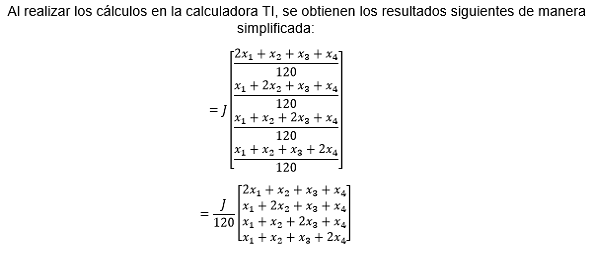 Al realizar los cálculos en la calculadora TI, se obtienen los resultados siguientes de manera
simplificada:
2x₁ + x₂ + x₃ + x₄
120
x₁ + 2x₂ + x₃ + x₄
120
= J
x₁ + x₂ + 2x₃ + x₄
120
x₁ + x₂ + x₃ + 2x₄
120
2x₁ + x₂ + x₃ + x₄
= J/120
x₁ + 2x₂ + x₃ + x₄
x₁ + x₂ + 2x₃ + x₄
x₁ + x₂ + x₃ + 2x₄